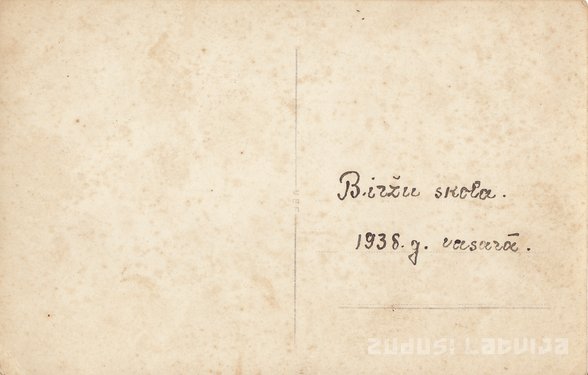 Biržu skola.
1938. g. vasarā.
zudusi Latvija